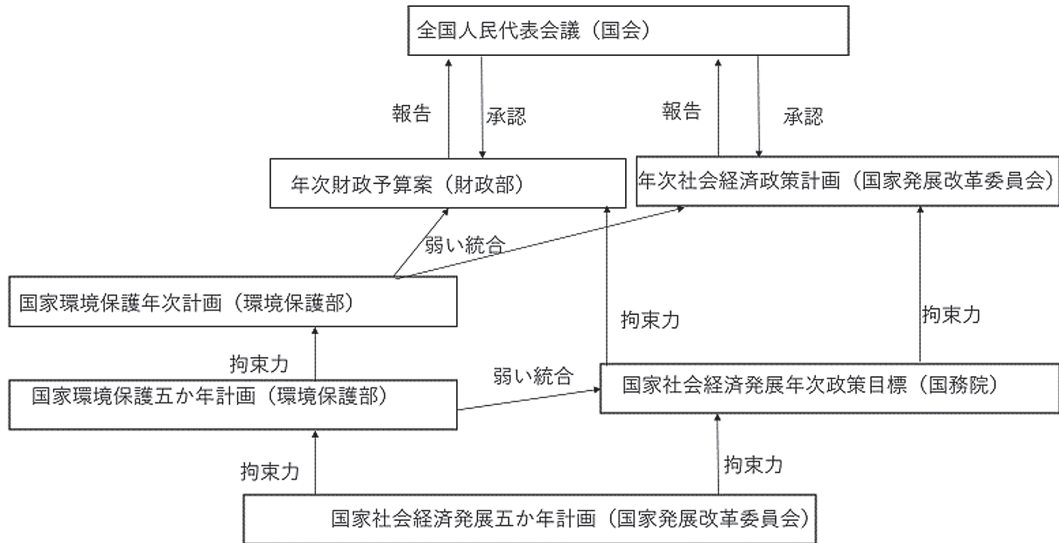 全国人民代表会議（国会）
報告
承認
報告
承認
年次財政予算案（財政部）
年次社会経済政策計画（国家発展改革委員会）
弱い統合
国家環境保護年次計画（環境保護部）
拘束力
拘束力
拘束力
弱い統合
国家環境保護五か年計画（環境保護部）
国家社会経済発展年次政策目標（国務院）
拘束力
拘束力
国家社会経済発展五か年計画（国家発展改革委員会）